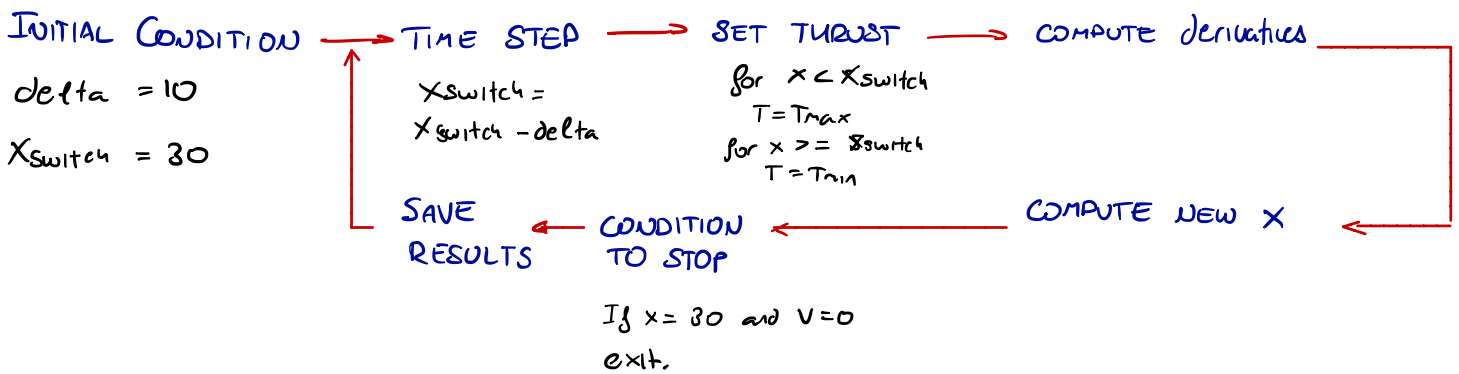 INITIAL CONDITION
delta = 10
Xswitch = 30
TIME STEP
Xswitch =
Xswitch - delta
SET THRUST
for x < Xswitch
T = Tmax
for x >= Xswitch
T = Tmin
COMPUTE derivatives
COMPUTE NEW X
CONDITION
TO STOP
If x = 30 and V=0
exit.
SAVE
RESULTS